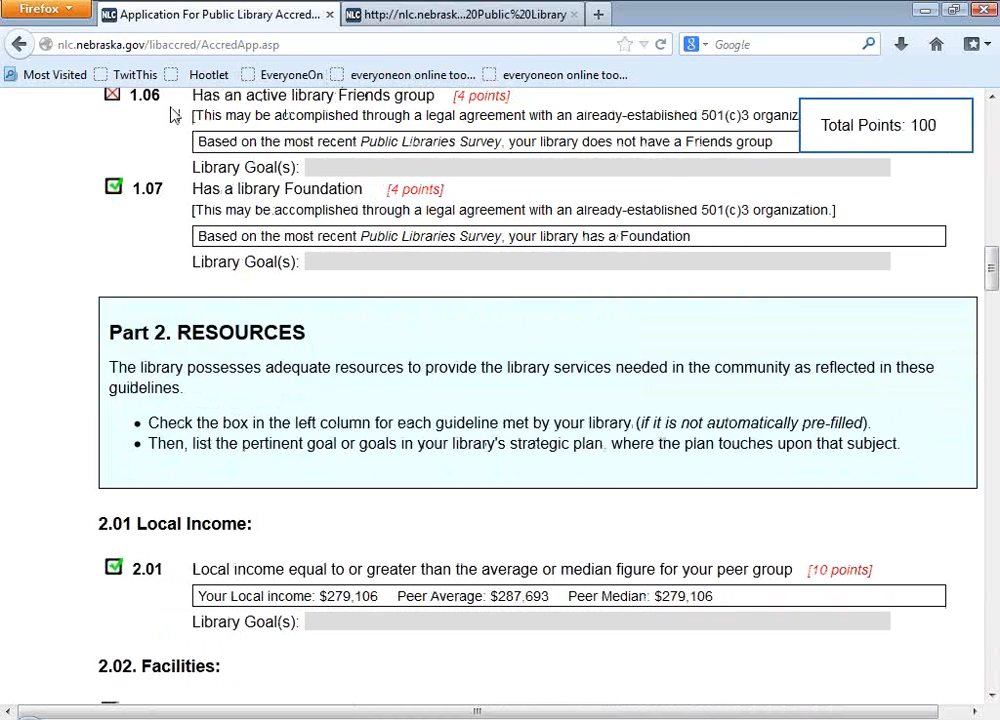 Firefox
NLC Application For Public Library Accred... ×
NLC http://nlc.nebrask...20Public%20Library ×
nlc.nebraska.gov/libaccred/AccredApp.asp
Google
Most Visited TwitThis Hootlet EveryoneOn everyoneon online too... everyoneon online too...
1.06 Has an active library Friends group [4 points]
[This may be accomplished through a legal agreement with an already-established 501(c)3 organiz
Total Points: 100
Based on the most recent Public Libraries Survey, your library does not have a Friends group
Library Goal(s):
1.07 Has a library Foundation [4 points]
[This may be accomplished through a legal agreement with an already-established 501(c)3 organization.]
Based on the most recent Public Libraries Survey, your library has a Foundation
Library Goal(s):
Part 2. RESOURCES
The library possesses adequate resources to provide the library services needed in the community as reflected in these
guidelines.
• Check the box in the left column for each guideline met by your library (if it is not automatically pre-filled).
• Then, list the pertinent goal or goals in your library's strategic plan, where the plan touches upon that subject.
2.01 Local Income:
2.01 Local income equal to or greater than the average or median figure for your peer group [10 points]
Your Local income: $279,106 Peer Average: $287,693 Peer Median: $279,106
Library Goal(s):
2.02. Facilities: